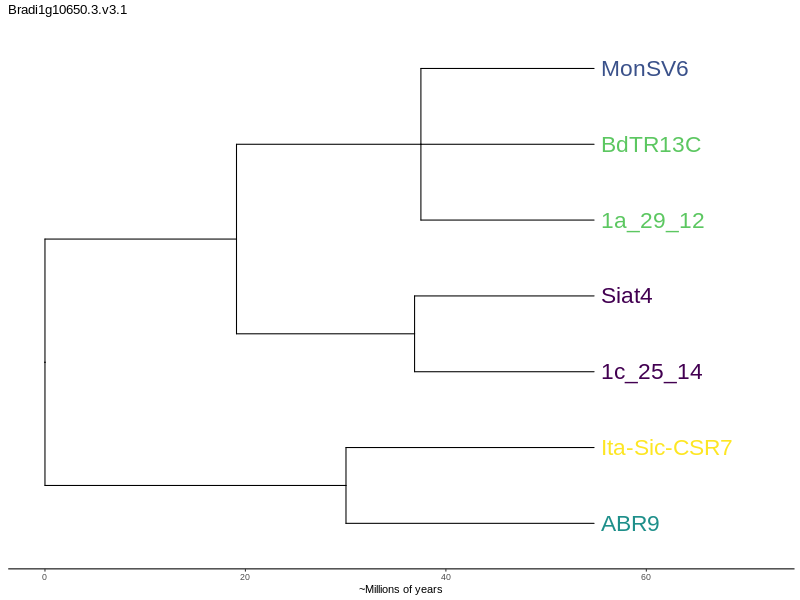 Bradi1g10650.3.v3.1
MonSV6
BdTR13C
1a_29_12
Siat4
1c_25_14
Ita-Sic-CSR7
ABR9
0 20 40 60
~Millions of years